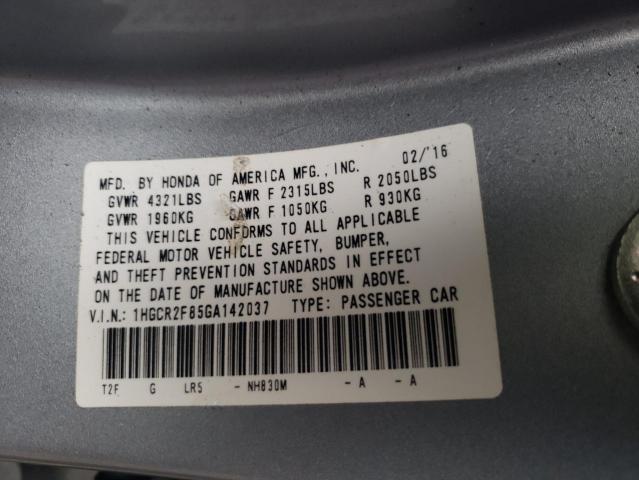 MFD. BY HONDA OF AMERICA MFG., INC. 02/'16
GVWR 4321LBS GAWR F 2315LBS R 2050LBS
GVWR 1960KG GAWR F 1050KG R 930KG
THIS VEHICLE CONFORMS TO ALL APPLICABLE
FEDERAL MOTOR VEHICLE SAFETY, BUMPER,
AND THEFT PREVENTION STANDARDS IN EFFECT
ON THE DATE OF MANUFACTURE SHOWN ABOVE.
V.I.N: 1HGCR2F85GA142037 TYPE: PASSENGER CAR
T2F G LR5 - NH830M - A - A